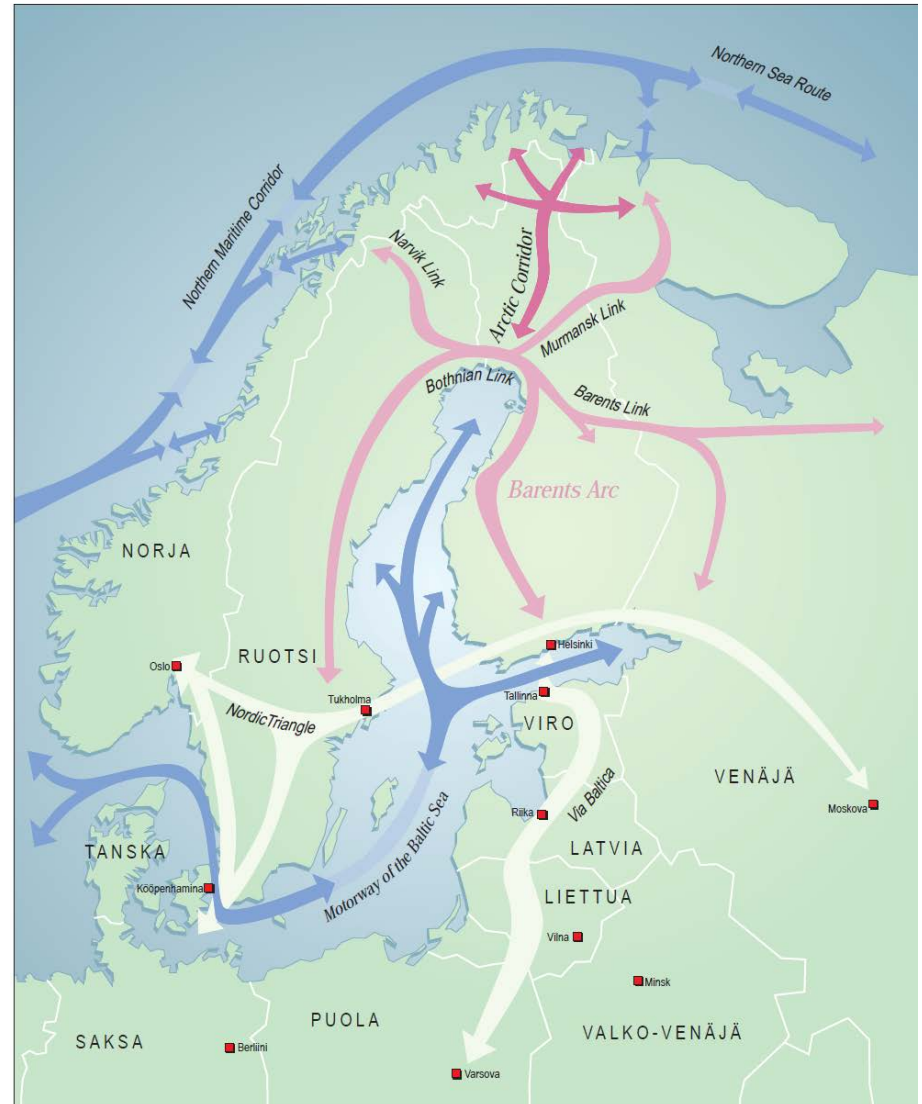 Northern Sea Route
Northern Maritime Corridor
Narvik Link
Arctic Corridor
Murmansk Link
Bothnian Link
Barents Link
Barents Arc
NORJA
Helsinki
RUOTSI
Oslo
Tukholma
Tallinna
NordicTriangle
VIRO
VENÄJÄ
Via Baltica
Moskova
Riika
Motorway of the Baltic Sea
TANSKA
LATVIA
Kööpenhamina
LIETTUA
Vilna
Minsk
PUOLA
VALKO-VENÄJÄ
SAKSA
Berliini
Varsova